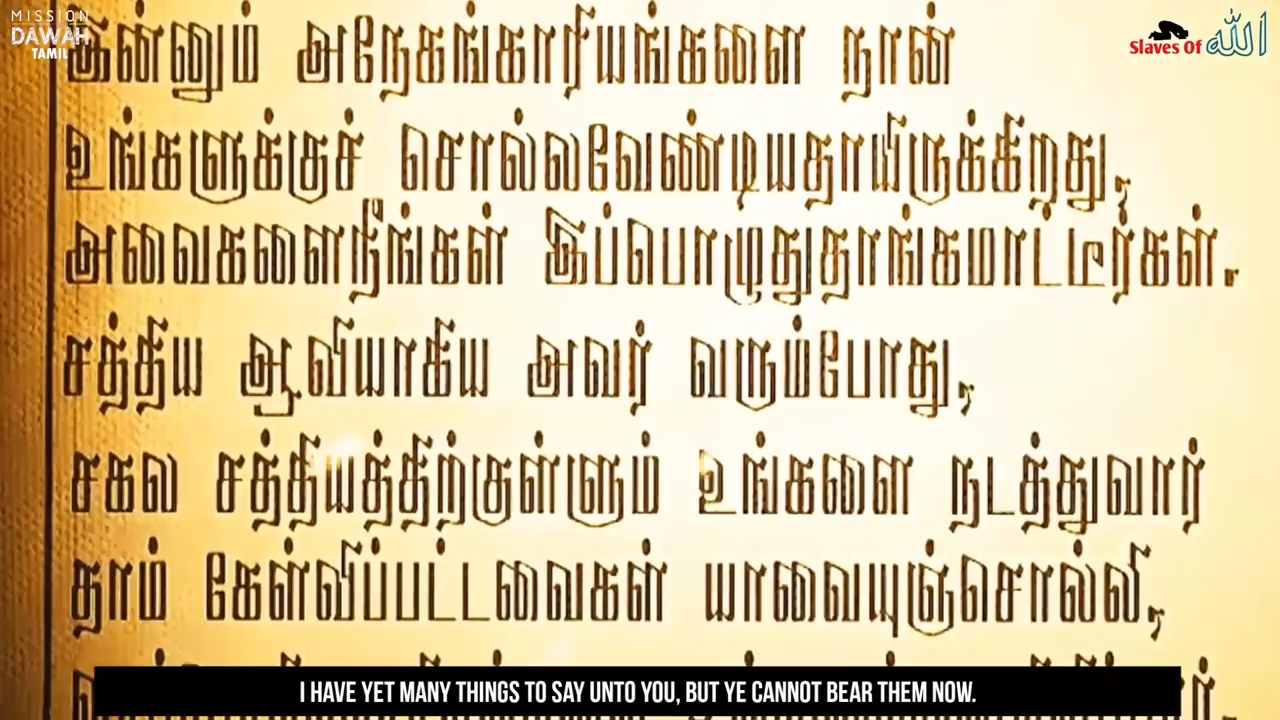 MISSION
DAWAH
TAMIL
Slaves Of الله
இன்னும் அநேகங்காரியங்களை நான்
உங்களுக்குச் சொல்லவேண்டியதாயிருக்கிறது,
அவைகளைநீங்கள் இப்பொழுதுதாங்கமாட்டீர்கள்.
சத்திய ஆவியாகிய அவர் வரும்போது,
சகல சத்தியத்திற்குள்ளும் உங்களை நடத்துவார்
தாம் கேள்விப்பட்டவைகள் யாவையுஞ்சொல்லி,
I HAVE YET MANY THINGS TO SAY UNTO YOU, BUT YE CANNOT BEAR THEM NOW.